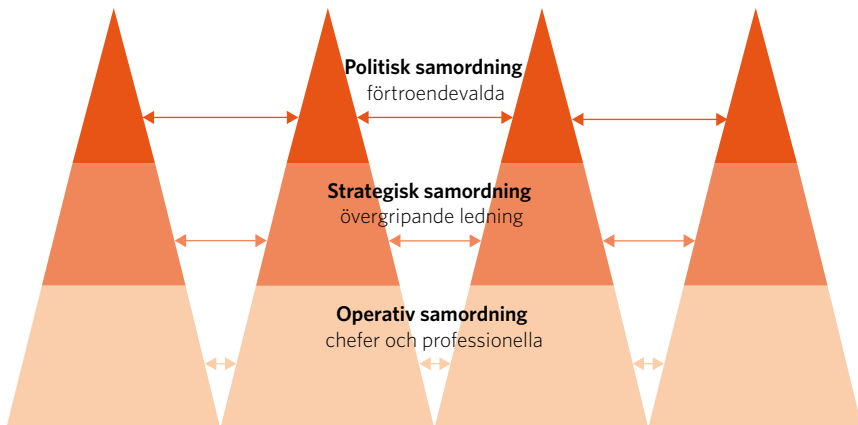 Politisk samordning
förtroendevalda
Strategisk samordning
övergripande ledning
Operativ samordning
chefer och professionella